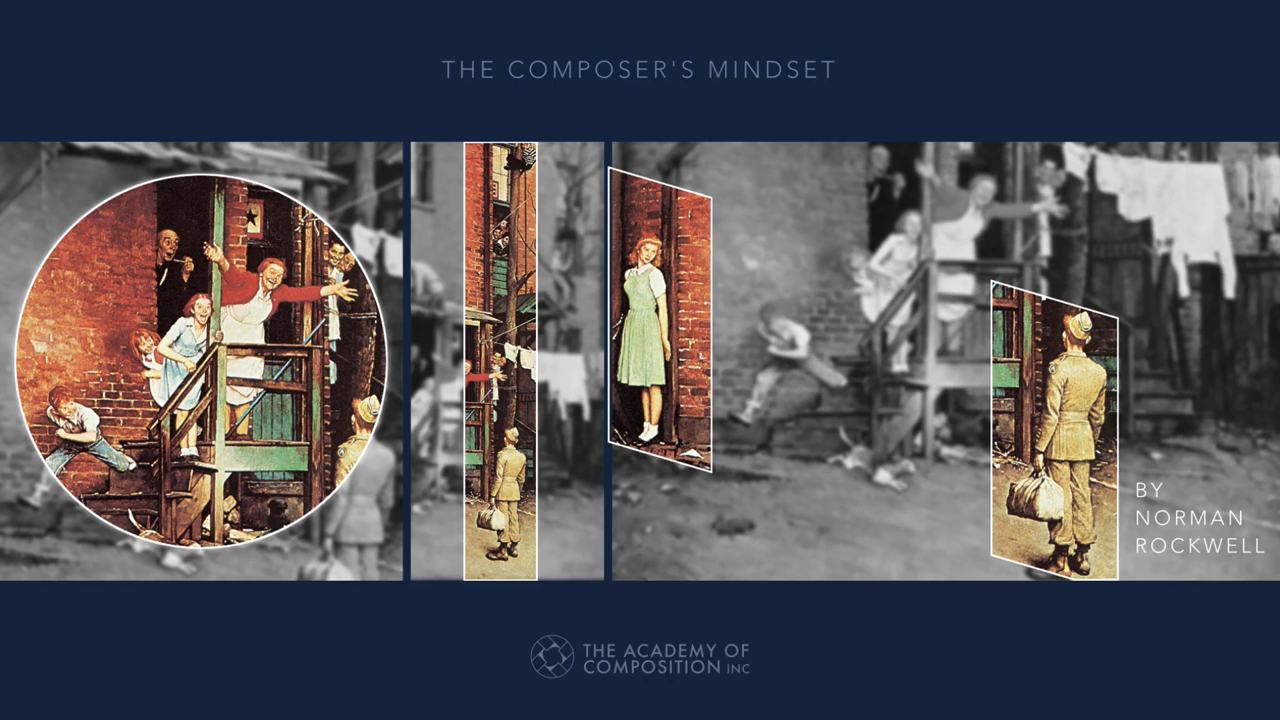 THE COMPOSER'S MINDSET
BY
NORMAN
ROCKWELL
THE ACADEMY OF
COMPOSITION INC